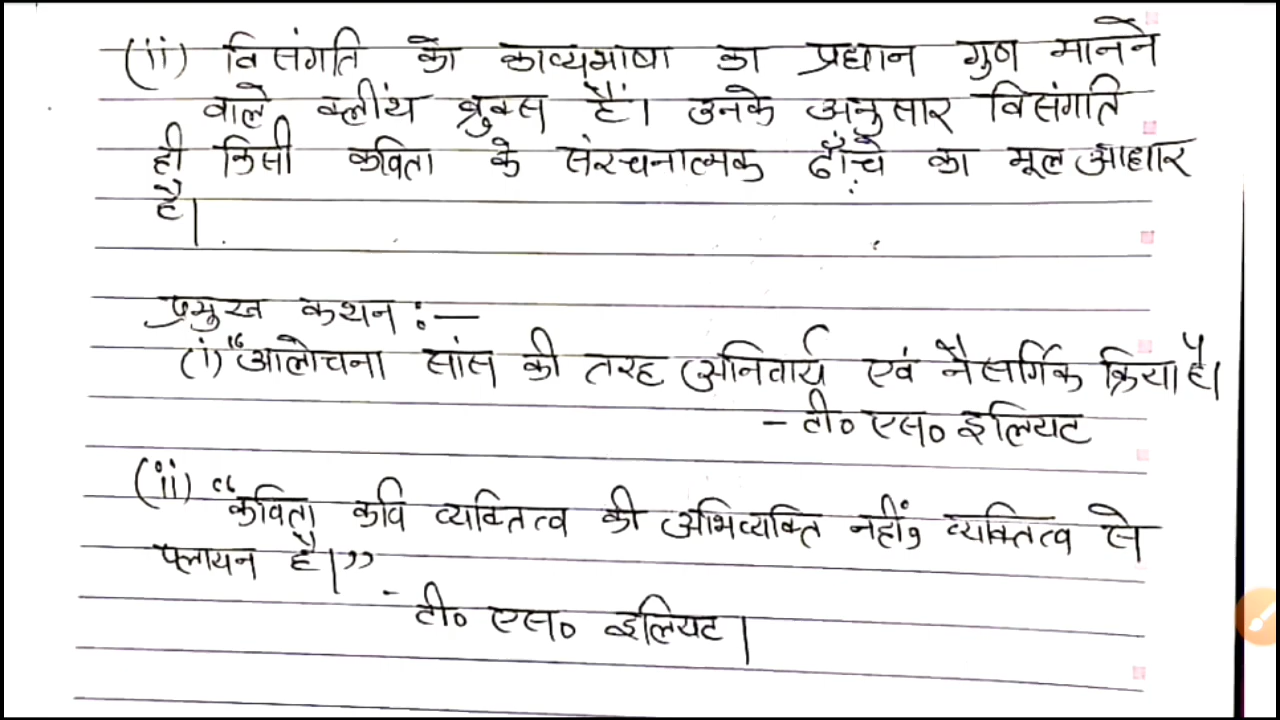 (ii) विसंगति को काव्यभाषा का प्रधान गुण मानने
वाले क्लींथ ब्रुक्स हैं। उनके अनुसार विसंगति
ही किसी कविता के संरचनात्मक ढाँचे का मूल आधार
है।
प्रमुख कथन :—
(i) “आलोचना सांस की तरह अनिवार्य एवं नैसर्गिक क्रिया है।
- टी० एस० इलियट
(ii) “कविता कवि व्यक्तित्व की अभिव्यक्ति नहीं, व्यक्तित्व से
पलायन है।”
- टी० एस० इलियट।